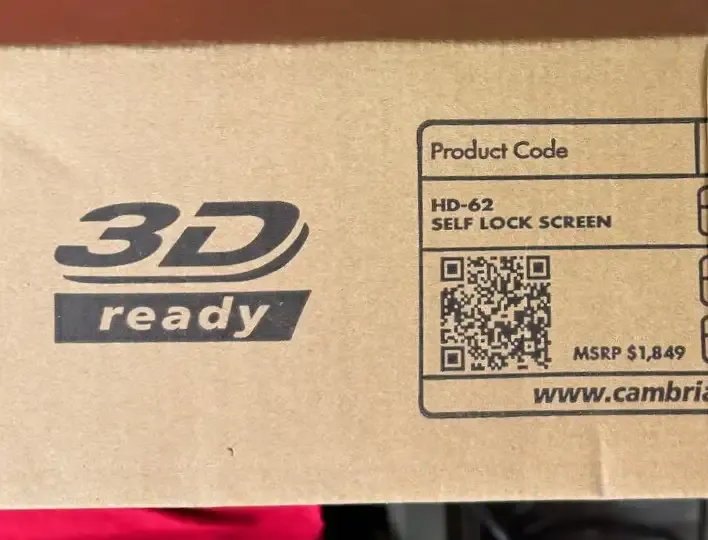 3D
ready
Product Code
HD-62
SELF LOCK SCREEN
MSRP $1,849
www.cambria